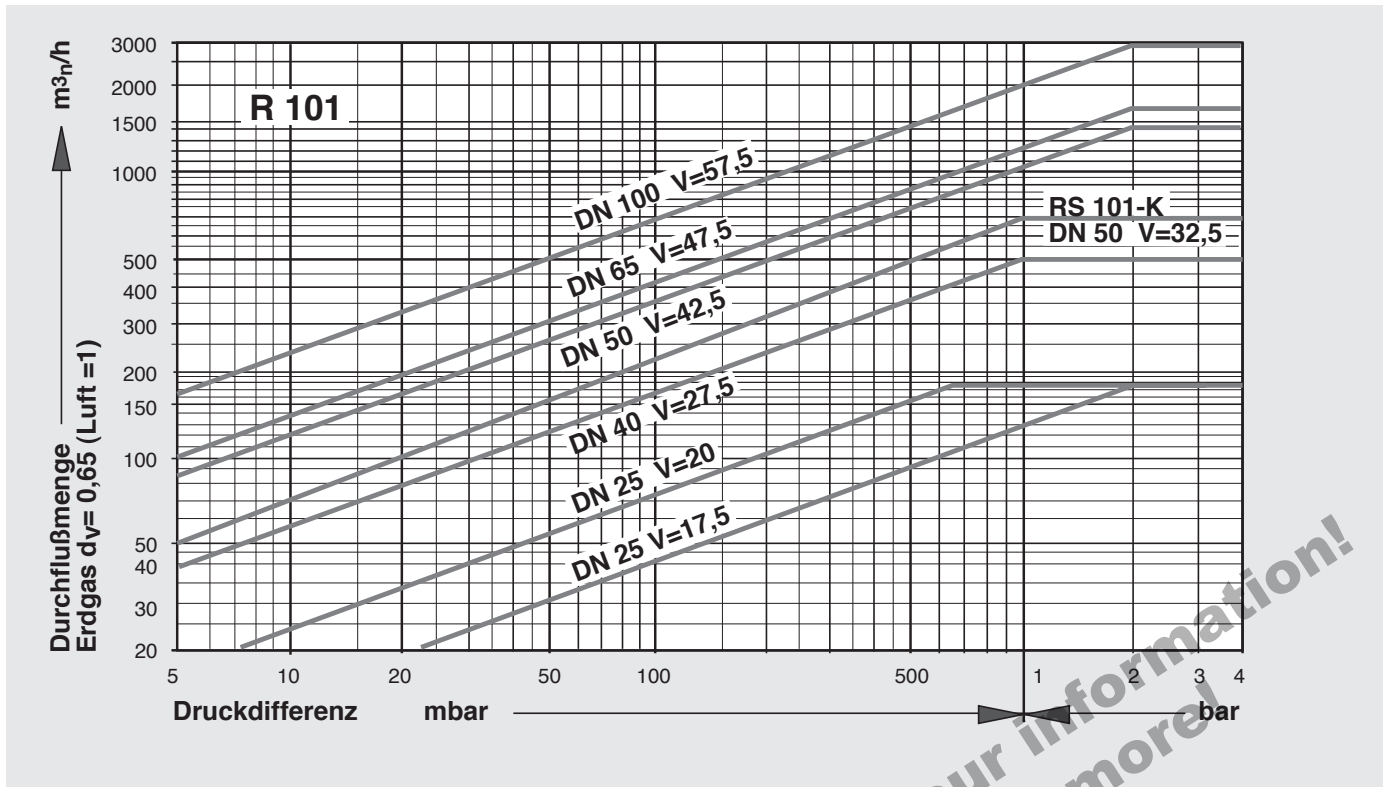 3000
2000
1500
1000
500
400
300
200
150
100
50
40
30
20
m³n/h
Durchflußmenge
Erdgas dv= 0,65 (Luft =1)
R 101
DN 100 V=57,5
DN 65 V=47,5
DN 50 V=42,5
RS 101-K
DN 50 V=32,5
DN 40 V=27,5
DN 25 V=20
DN 25 V=17,5
5 10 20 50 100 500 1 2 3 4
Druckdifferenz mbar bar
our information!
more!